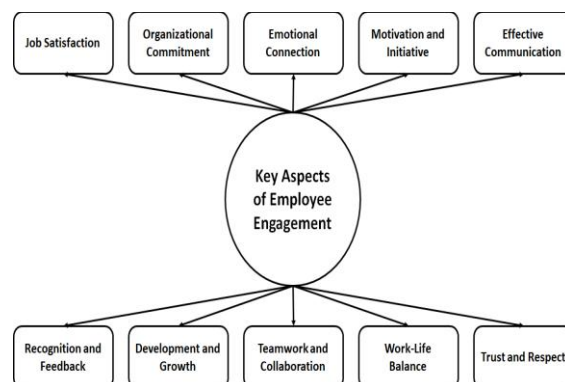 Job Satisfaction
Organizational
Commitment
Emotional
Connection
Motivation and
Initiative
Effective
Communication
Key Aspects
of Employee
Engagement
Recognition and
Feedback
Development and
Growth
Teamwork and
Collaboration
Work-Life
Balance
Trust and Respect